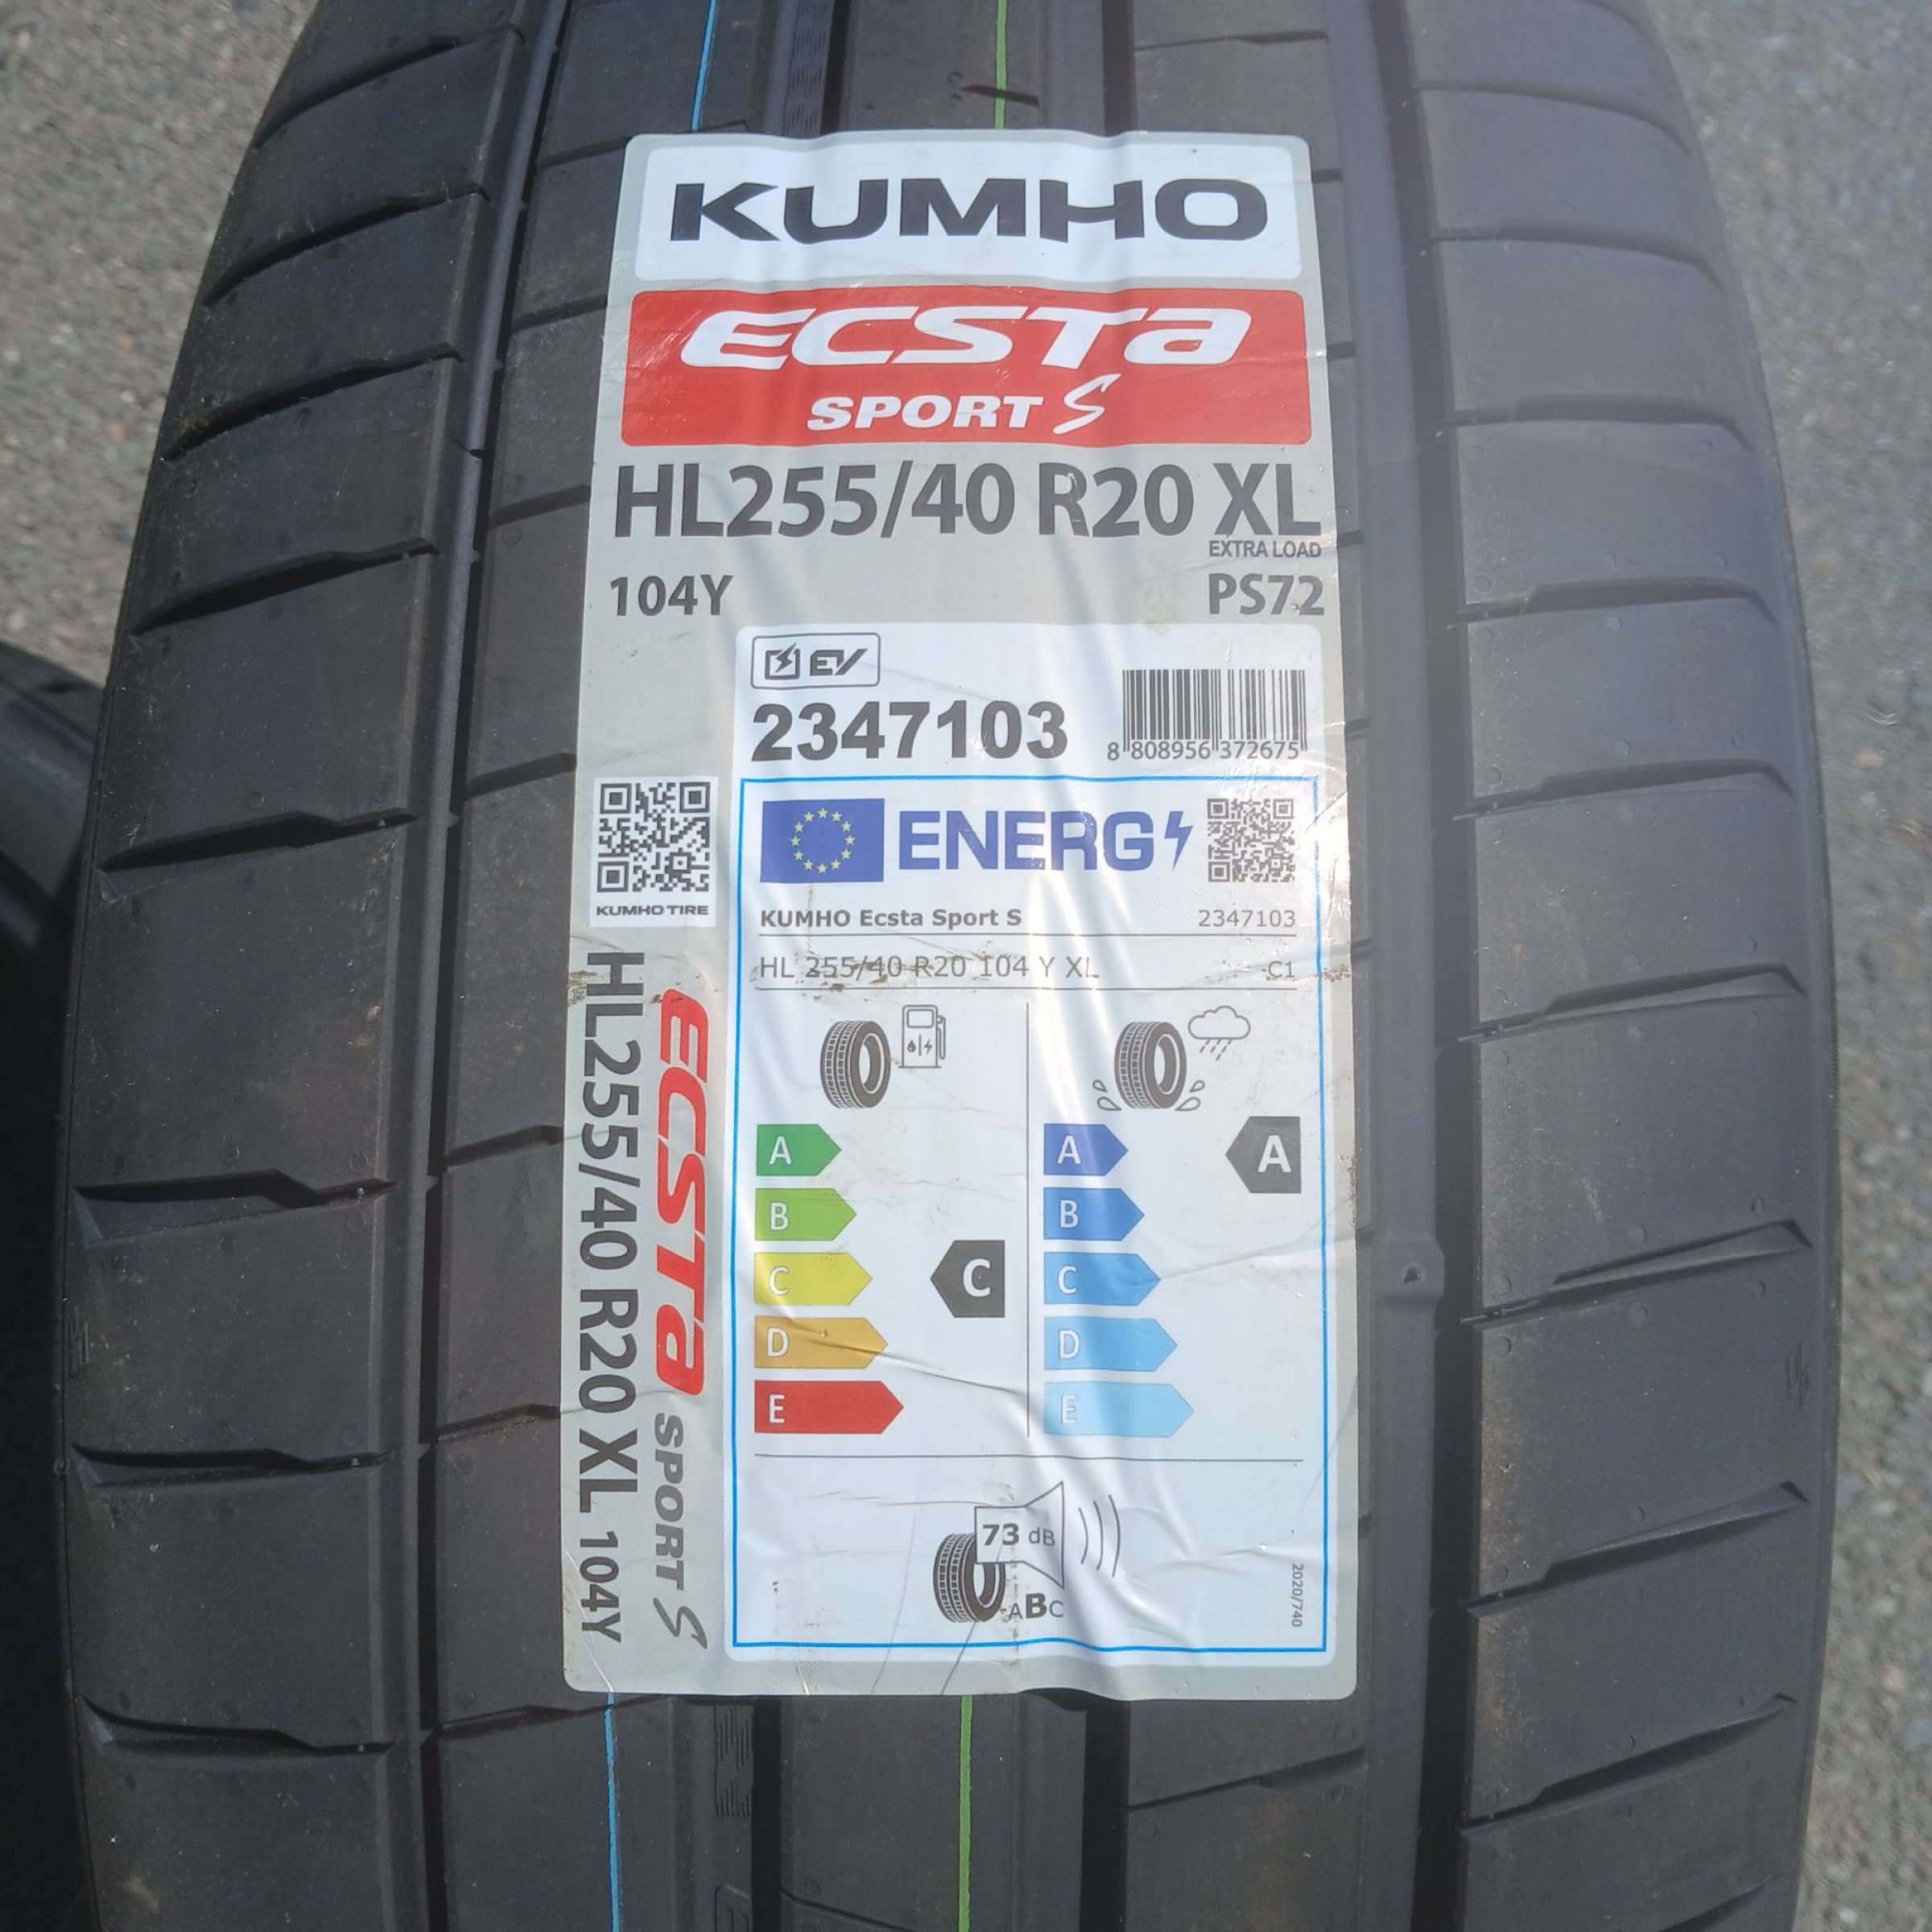 KUMHO
ECSTA
SPORT S
HL255/40 R20 XL
EXTRA LOAD
104Y PS72
EV
2347103
8 808956 372675
ENERG
KUMHO TIRE
KUMHO Ecsta Sport S 2347103
HL 255/40 R20 104 Y XL C1
A A A
B B
C C C
D D
E E
73 dB
ABC
2020/740
ECSTA SPORT S
HL255/40 R20 XL 104Y